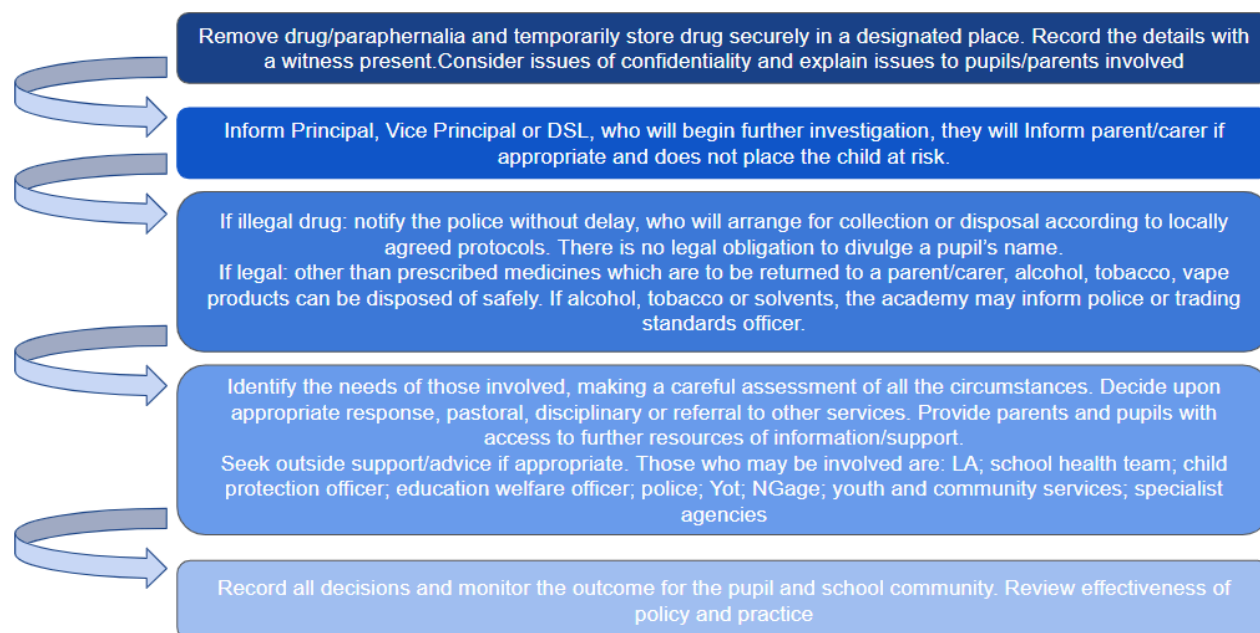 Remove drug/paraphernalia and temporarily store drug securely in a designated place. Record the details with
a witness present.Consider issues of confidentiality and explain issues to pupils/parents involved
Inform Principal, Vice Principal or DSL, who will begin further investigation, they will Inform parent/carer if
appropriate and does not place the child at risk.
If illegal drug: notify the police without delay, who will arrange for collection or disposal according to locally
agreed protocols. There is no legal obligation to divulge a pupil's name.
If legal: other than prescribed medicines which are to be returned to a parent/carer, alcohol, tobacco, vape
products can be disposed of safely. If alcohol, tobacco or solvents, the academy may inform police or trading
standards officer.
Identify the needs of those involved, making a careful assessment of all the circumstances. Decide upon
appropriate response, pastoral, disciplinary or referral to other services. Provide parents and pupils with
access to further resources of information/support.
Seek outside support/advice if appropriate. Those who may be involved are: LA; school health team; child
protection officer; education welfare officer; police; Yot; NGage; youth and community services; specialist
agencies
Record all decisions and monitor the outcome for the pupil and school community. Review effectiveness of
policy and practice